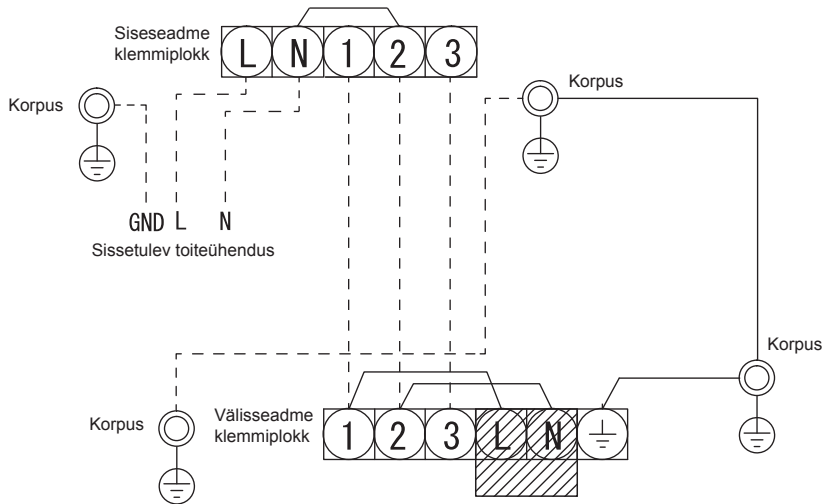 Siseseadme
klemmiplokk
L N 1 2 3
Korpus
Korpus
GND L N
Sissetulev toiteühendus
Korpus
Korpus
Välisseadme
klemmiplokk
1 2 3 L N